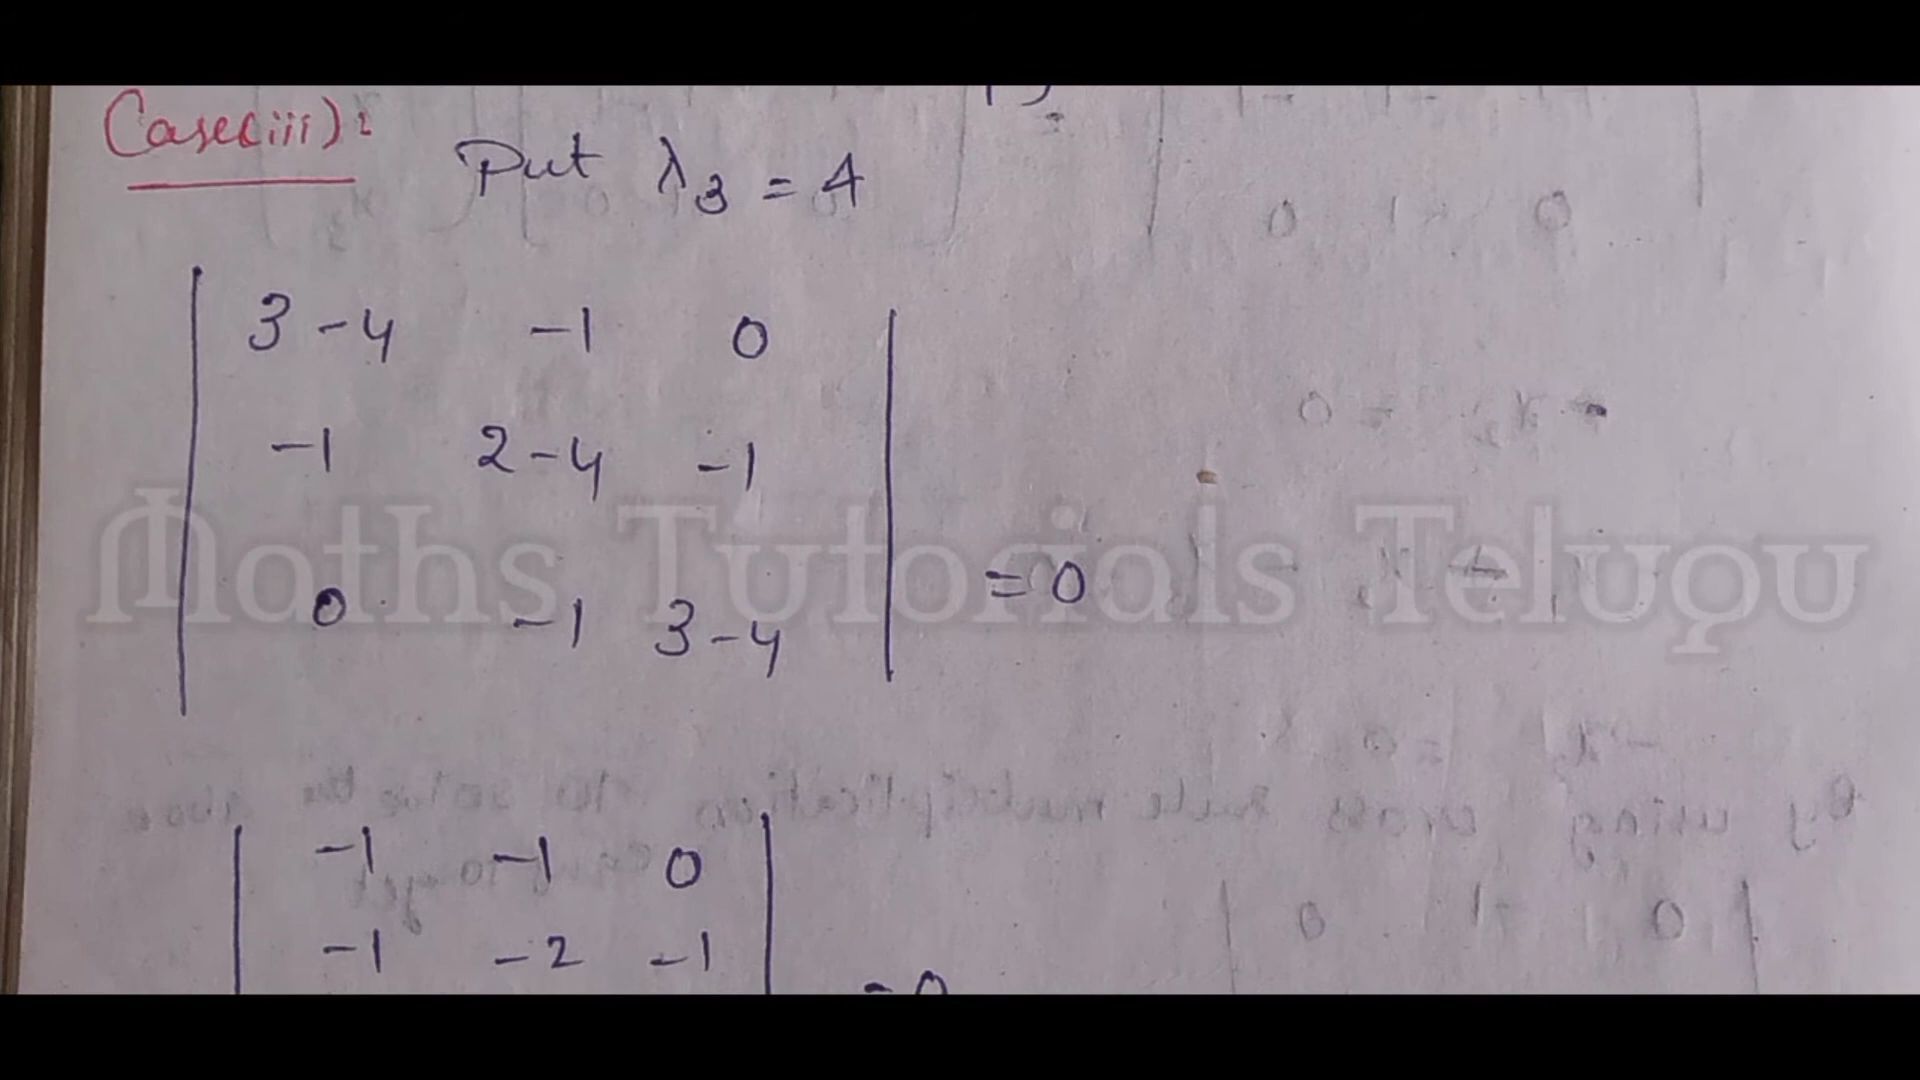 Case(iii):
Put λ3 = 4
3-4 -1 0
-1 2-4 -1
0 -1 3-4
= 0
Maths Tutorials Telugu
-1 -1 0
-1 -2 -1
= 0